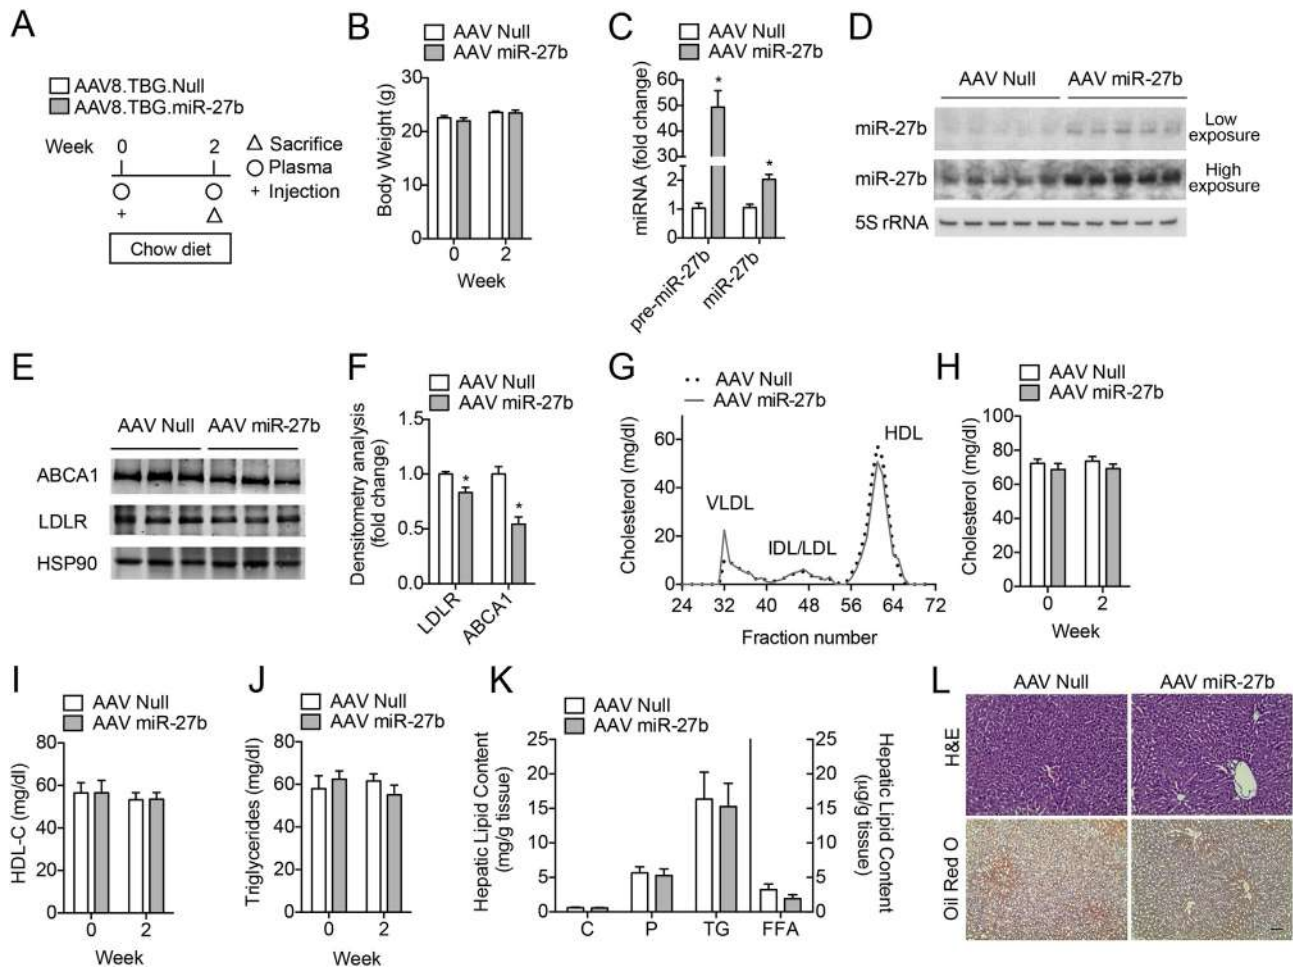 A
AAV8.TBG.Null
AAV8.TBG.miR-27b
Week 0 2
Sacrifice
Plasma
+ Injection
+
Chow diet
B
AAV Null
AAV miR-27b
Body Weight (g)
30
20
10
0
0 2
Week
C
AAV Null
AAV miR-27b
miRNA (fold change)
60
50
40
30
2
1
0
*
*
pre-miR-27b
miR-27b
D
AAV Null AAV miR-27b
miR-27b Low exposure
miR-27b High exposure
5S rRNA
E
AAV Null AAV miR-27b
ABCA1
LDLR
HSP90
F
AAV Null
AAV miR-27b
Densitometry analysis
(fold change)
1.5
1.0
0.5
0.0
*
*
LDLR
ABCA1
G
AAV Null
AAV miR-27b
Cholesterol (mg/dl)
60
40
20
0
VLDL
IDL/LDL
HDL
24 32 40 48 56 64 72
Fraction number
H
AAV Null
AAV miR-27b
Cholesterol (mg/dl)
100
80
60
40
20
0
0 2
Week
I
AAV Null
AAV miR-27b
HDL-C (mg/dl)
80
60
40
20
0
0 2
Week
J
AAV Null
AAV miR-27b
Triglycerides (mg/dl)
80
60
40
20
0
0 2
Week
K
AAV Null
AAV miR-27b
Hepatic Lipid Content
(mg/g tissue)
25
20
15
10
5
0
C P TG FFA
25
20
15
10
5
0
Hepatic Lipid Content
(µg/g tissue)
L
AAV Null AAV miR-27b
H&E
Oil Red O